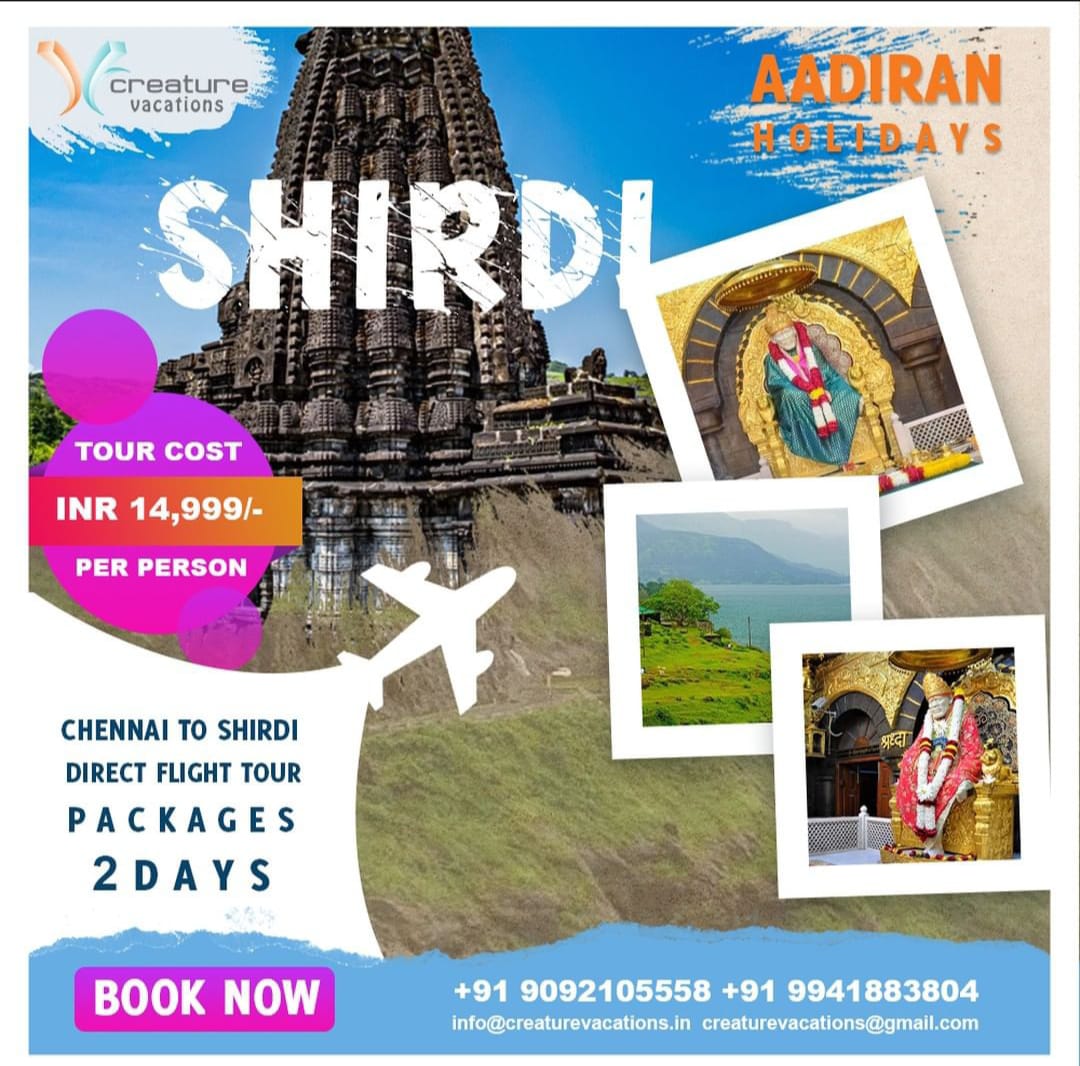 creature
vacations
AADIRAN
HOLIDAYS
SHIRDI
TOUR COST
INR 14,999/-
PER PERSON
श्रध्दा
CHENNAI TO SHIRDI
DIRECT FLIGHT TOUR
PACKAGES
2 DAYS
BOOK NOW
+91 9092105558 +91 9941883804
info@creaturevacations.in creaturevacations@gmail.com